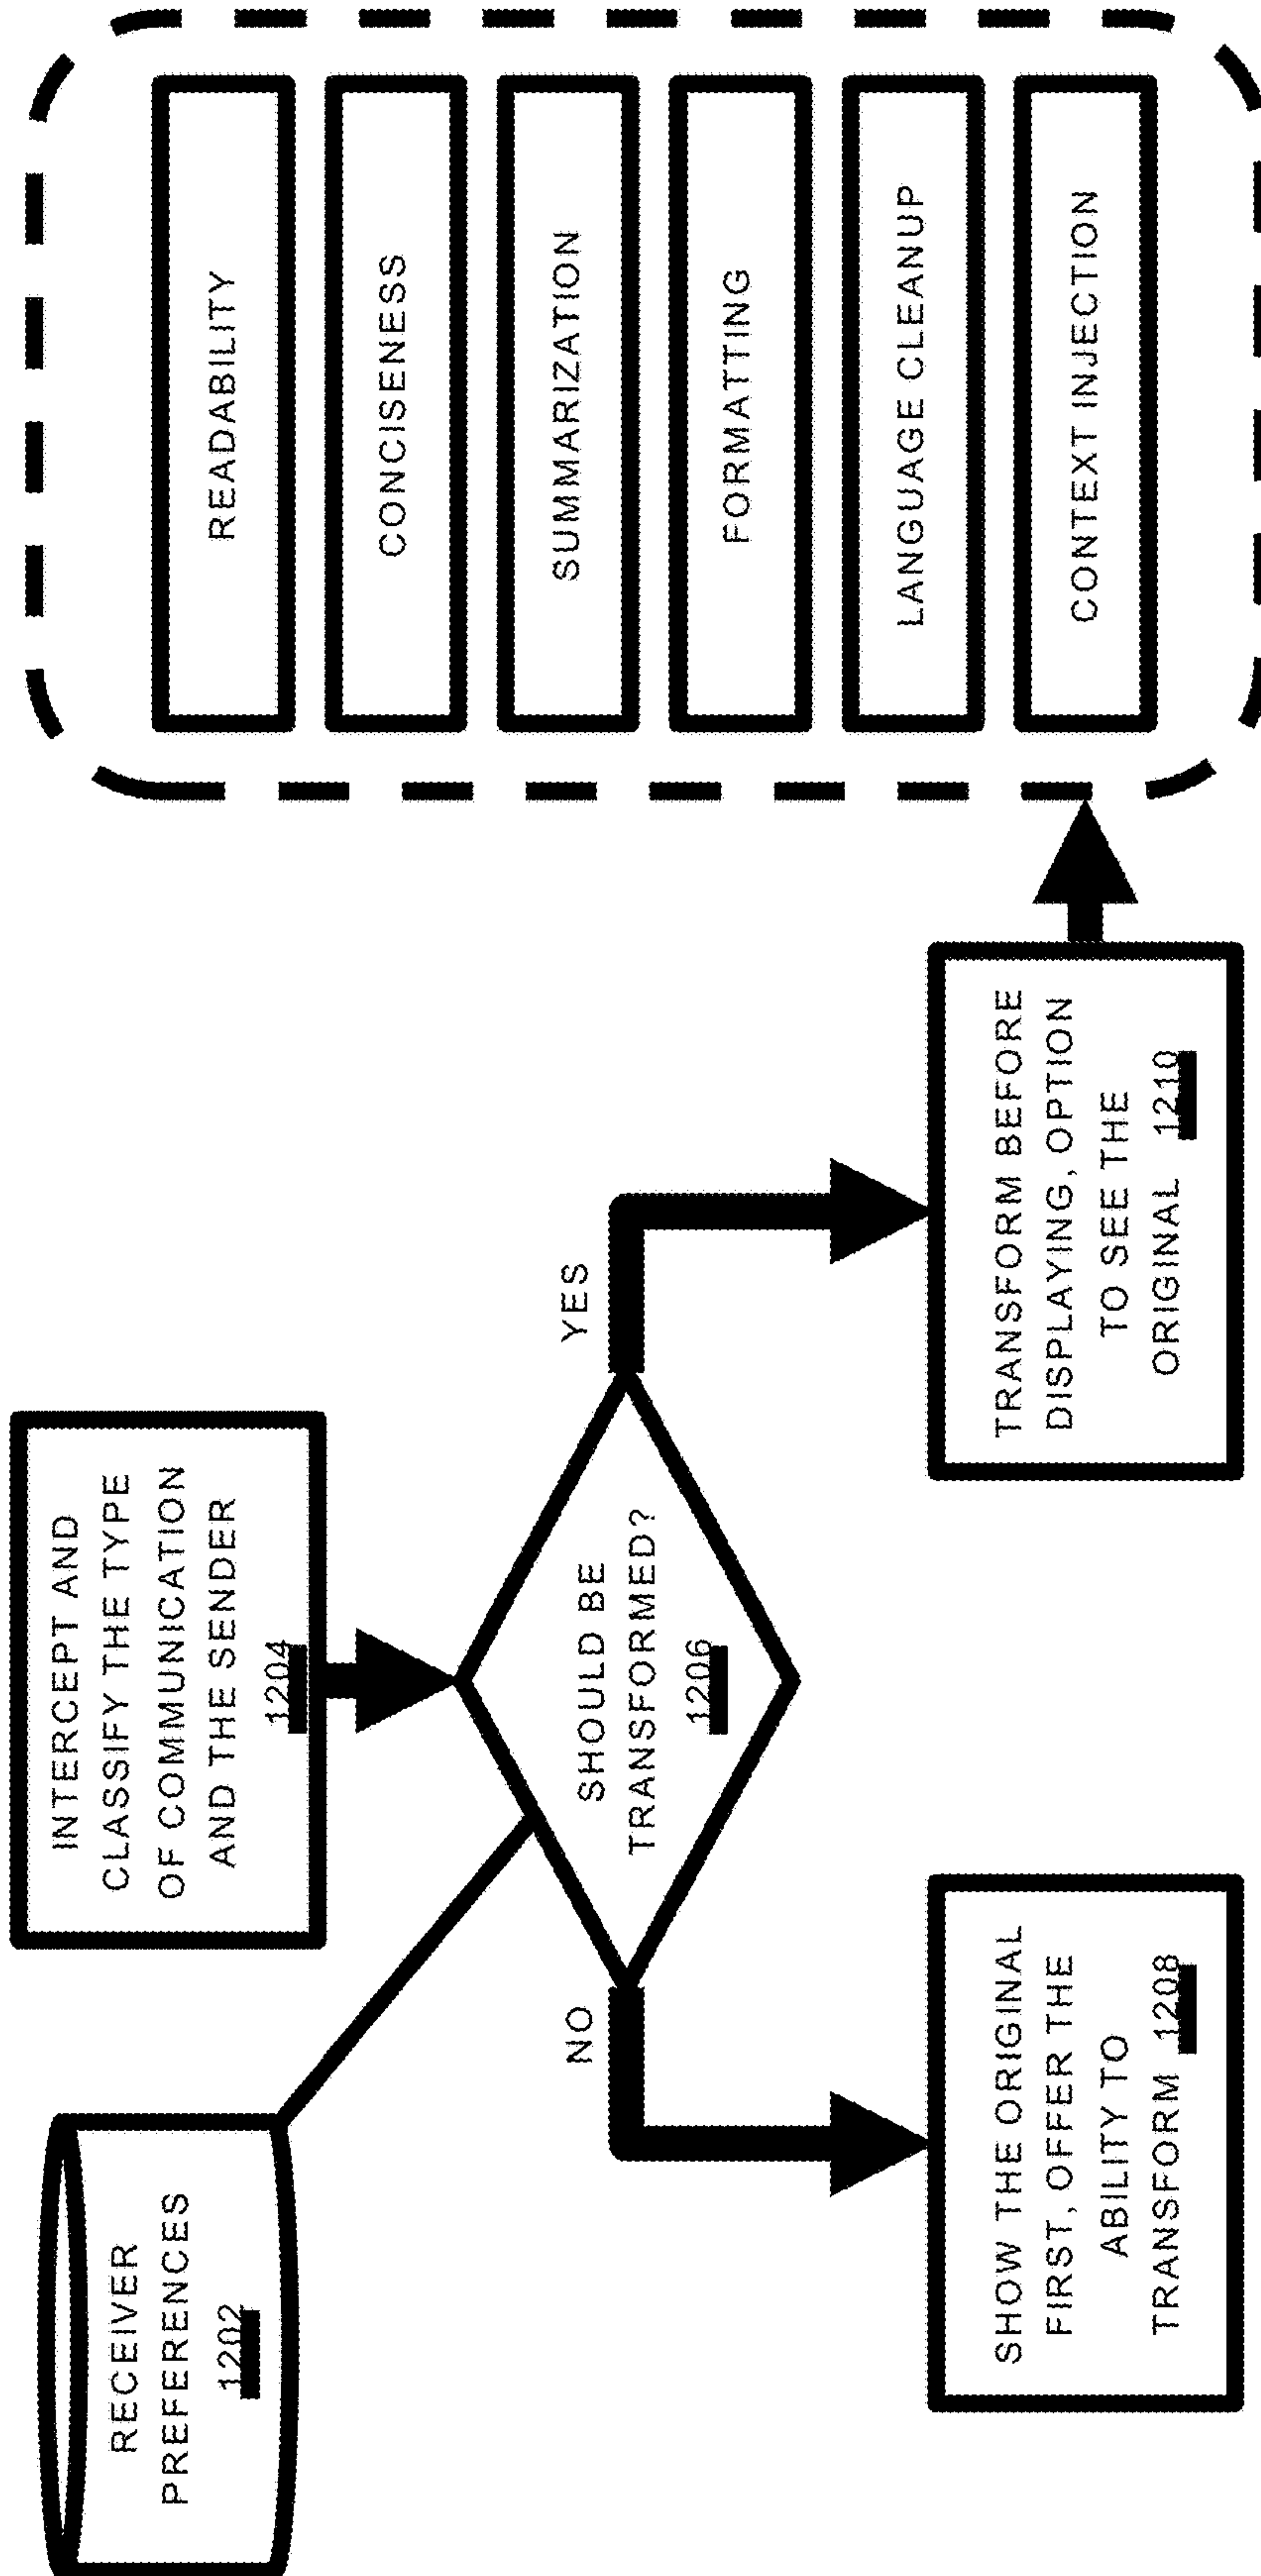 RECEIVER
PREFERENCES
1202
INTERCEPT AND
CLASSIFY THE TYPE
OF COMMUNICATION
AND THE SENDER
1204
SHOULD BE
TRANSFORMED?
1206
NO
YES
SHOW THE ORIGINAL
FIRST, OFFER THE
ABILITY TO
TRANSFORM 1208
TRANSFORM BEFORE
DISPLAYING, OPTION
TO SEE THE
ORIGINAL 1210
READABILITY
CONCISENESS
SUMMARIZATION
FORMATTING
LANGUAGE CLEANUP
CONTEXT INJECTION